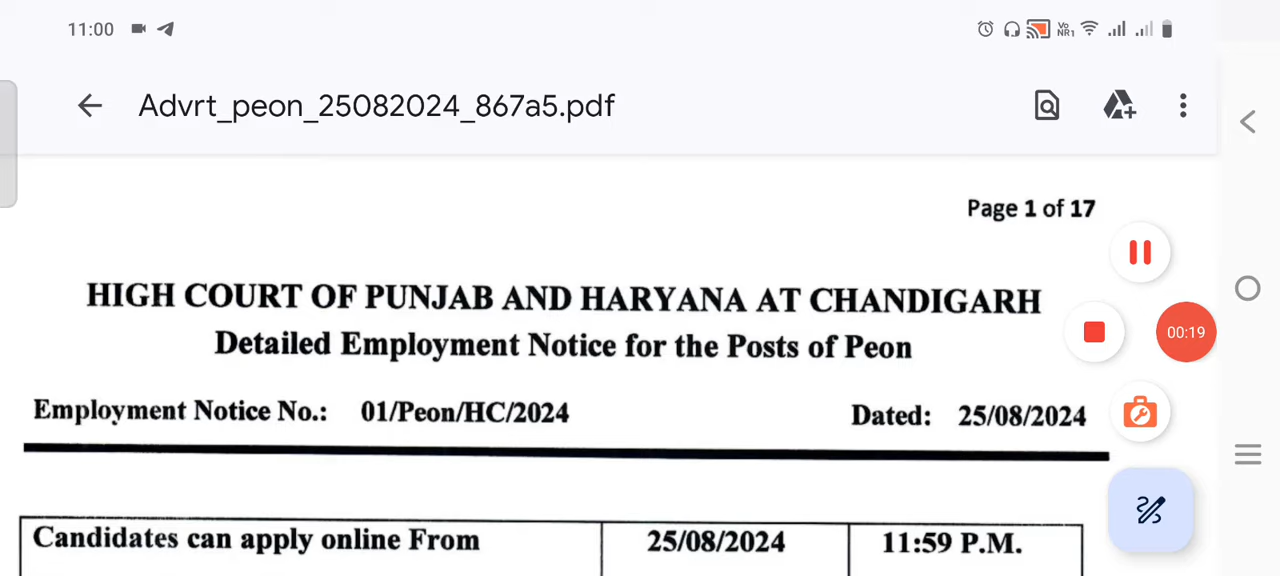 11:00
Vo
NR1
Advrt_peon_25082024_867a5.pdf
Page 1 of 17
HIGH COURT OF PUNJAB AND HARYANA AT CHANDIGARH
Detailed Employment Notice for the Posts of Peon
Employment Notice No.: 01/Peon/HC/2024 Dated: 25/08/2024
00:19
Candidates can apply online From 25/08/2024 11:59 P.M.